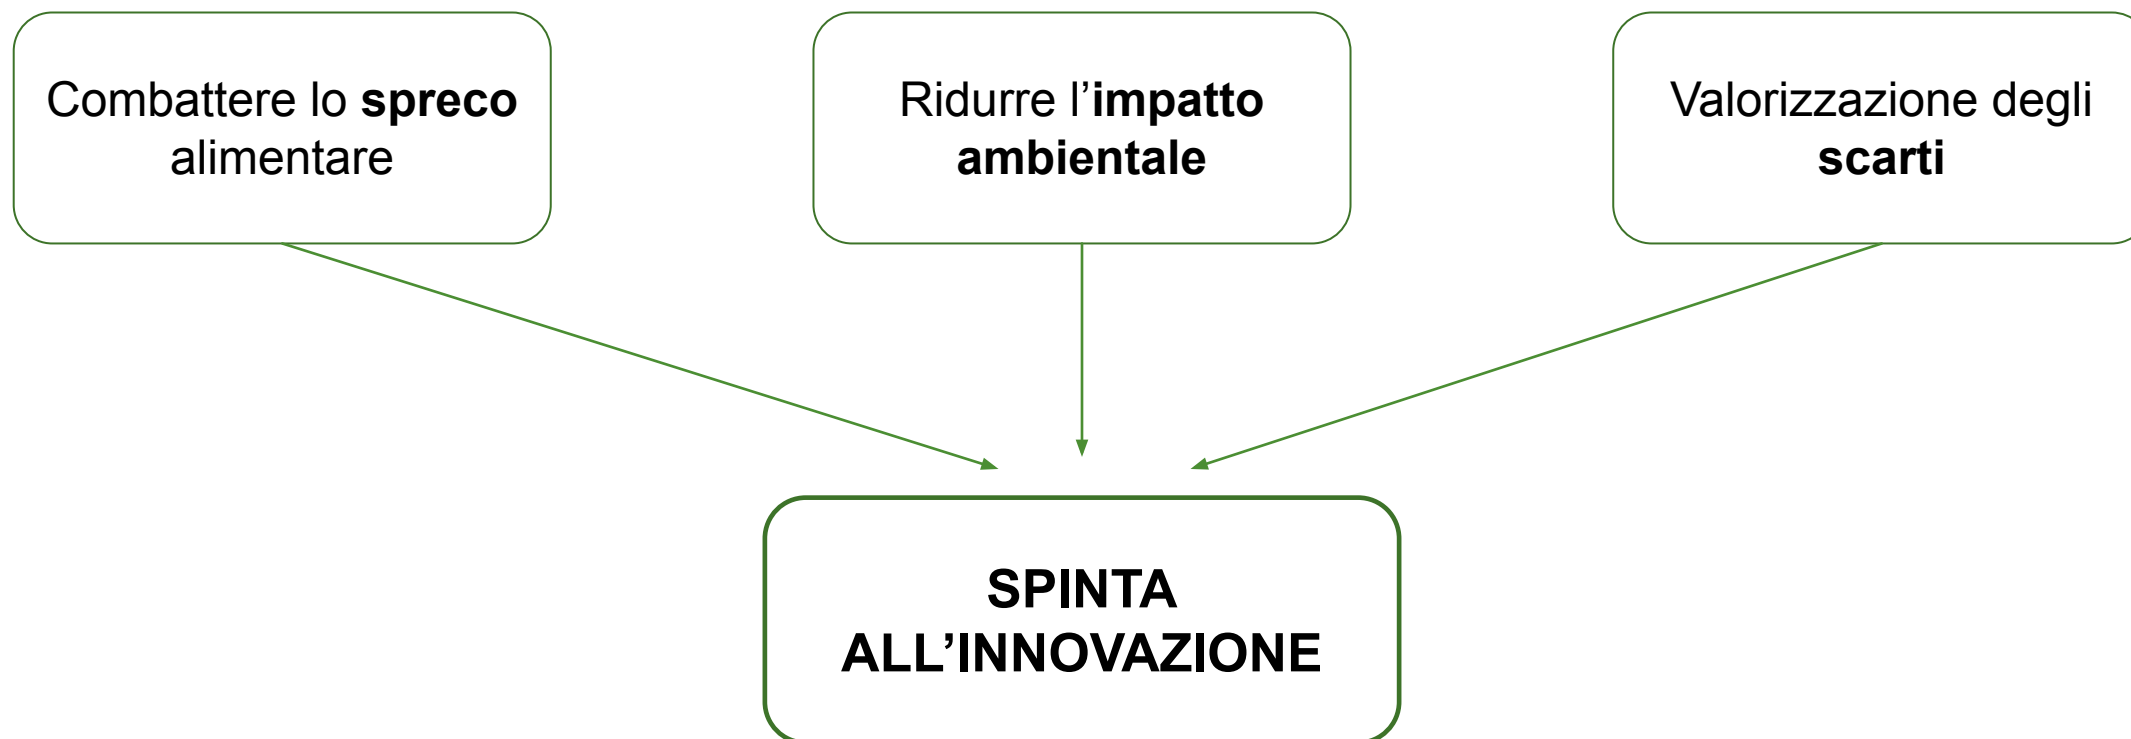 Combattere lo spreco
alimentare
Ridurre l’impatto
ambientale
Valorizzazione degli
scarti
SPINTA
ALL’INNOVAZIONE